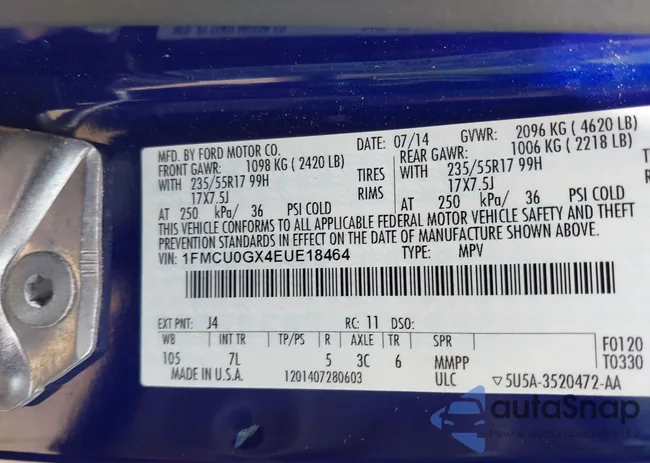 MFD. BY FORD MOTOR CO. DATE: 07/14 GVWR: 2096 KG ( 4620 LB)
FRONT GAWR: 1098 KG ( 2420 LB) REAR GAWR: 1006 KG ( 2218 LB)
WITH 235/55R17 99H TIRES WITH 235/55R17 99H
17X7.5J RIMS 17X7.5J
AT 250 kPa/ 36 PSI COLD AT 250 kPa/ 36 PSI COLD
THIS VEHICLE CONFORMS TO ALL APPLICABLE FEDERAL MOTOR VEHICLE SAFETY AND THEFT
PREVENTION STANDARDS IN EFFECT ON THE DATE OF MANUFACTURE SHOWN ABOVE.
VIN: 1FMCU0GX4EUE18464 TYPE: MPV
EXT PNT: J4 RC: 11 DSO:
WB INT TR TP/PS R AXLE TR SPR F0120
105 7L 5 3C 6 MMPP T0330
MADE IN U.S.A. 1201407280603 ULC ▽5U5A-3520472-AA
autoSnap